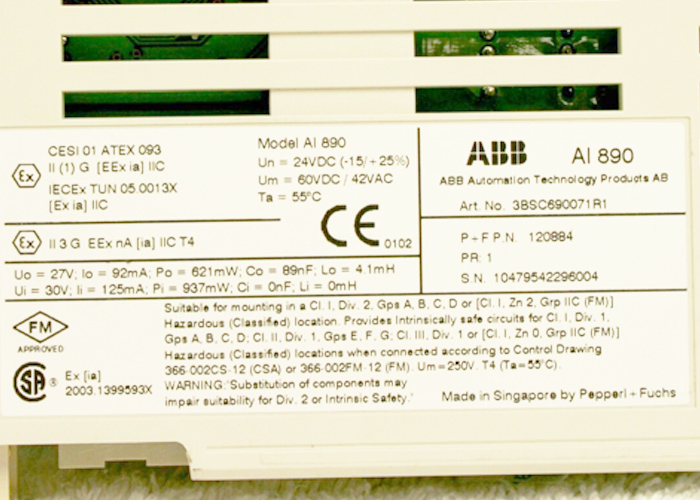 CESI 01 ATEX 093
II (1) G [EEx ia] IIC
IECEx TUN 05.0013X
[Ex ia] IIC
Ex
Model AI 890
Un = 24VDC (-15/+25%)
Um = 60VDC / 42VAC
Ta = 55°C
CE 0102
Ex II 3 G EEx nA [ia] IIC T4
Uo = 27V; Io = 92mA; Po = 621mW; Co = 89nF; Lo = 4.1mH
Ui = 30V; Ii = 125mA; Pi = 937mW; Ci = 0nF; Li = 0mH
ABB AI 890
ABB Automation Technology Products AB
Art. No. 3BSC690071R1
P+F P.N. 120884
PR: 1
S.N. 10479542296004
FM
APPROVED
SA ®
Ex [ia]
2003.1399593X
Suitable for mounting in a Cl. I, Div. 2, Gps A, B, C, D or [Cl. I, Zn 2, Grp IIC (FM)]
Hazardous (Classified) location. Provides Intrinsically safe circuits for Cl. I, Div. 1,
Gps A, B, C, D; Cl. II, Div. 1, Gps E, F, G; Cl. III, Div. 1 or [Cl. I, Zn 0, Grp IIC (FM)]
Hazardous (Classified) locations when connected according to Control Drawing
366-002CS-12 (CSA) or 366-002FM-12 (FM). Um=250V. T4 (Ta=55°C).
WARNING:"Substitution of components may
impair suitability for Div. 2 or Intrinsic Safety."
Made in Singapore by Pepperl+Fuchs